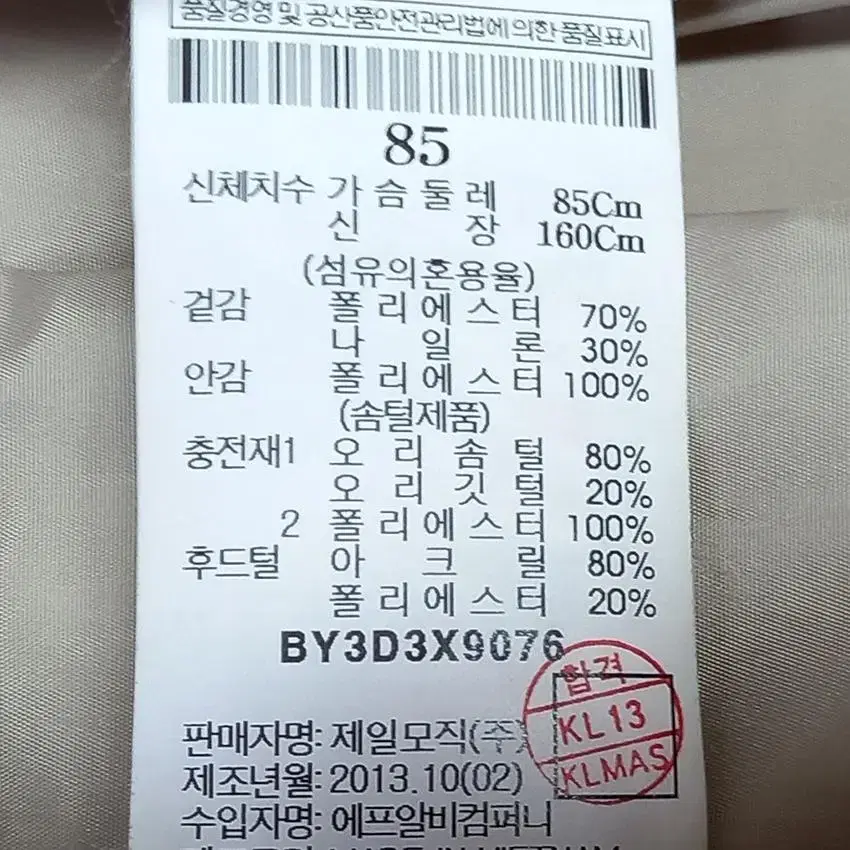 품질경영 및 공산품안전관리법에 의한 품질표시
85
신체치수 가슴둘레 85Cm
신장 160Cm
(섬유의혼용율)
겉감 폴리에스터 70%
나일론 30%
안감 폴리에스터 100%
(솜털제품)
충전재1 오리솜털 80%
오리깃털 20%
2 폴리에스터 100%
후드털 아크릴 80%
폴리에스터 20%
BY3D3X9076
합격
KL13
KLMAS
판매자명: 제일모직(주)
제조년월: 2013.10(02)
수입자명: 에프알비컴퍼니